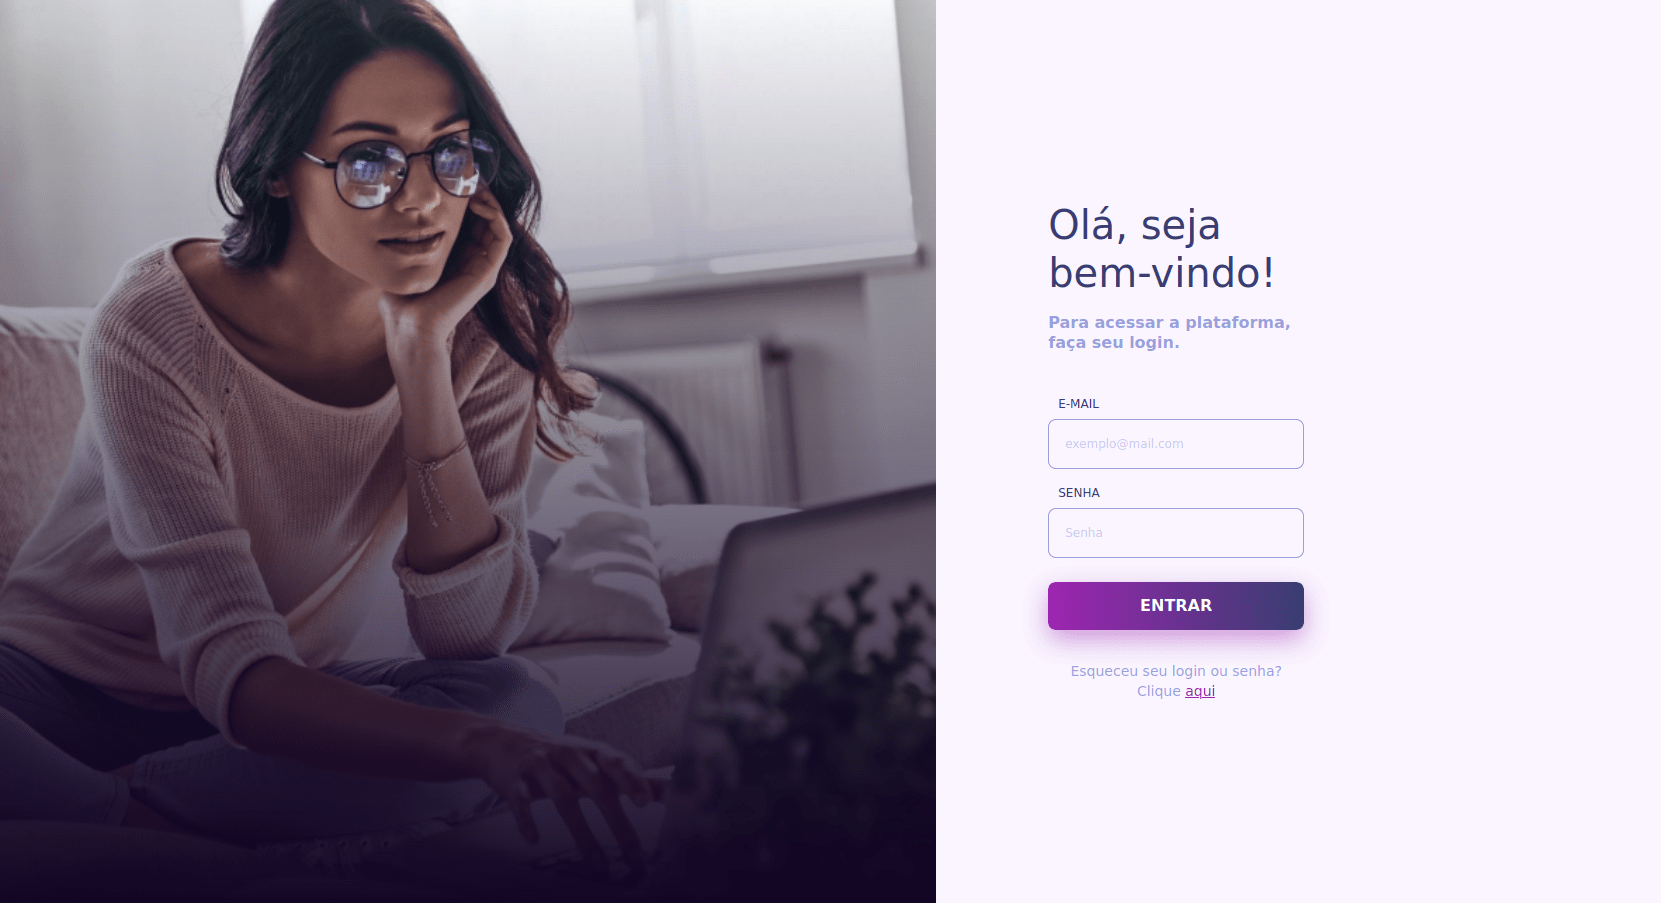 Olá, seja
bem-vindo!
Para acessar a plataforma,
faça seu login.
E-MAIL
exemplo@mail.com
SENHA
Senha
ENTRAR
Esqueceu seu login ou senha?
Clique aqui